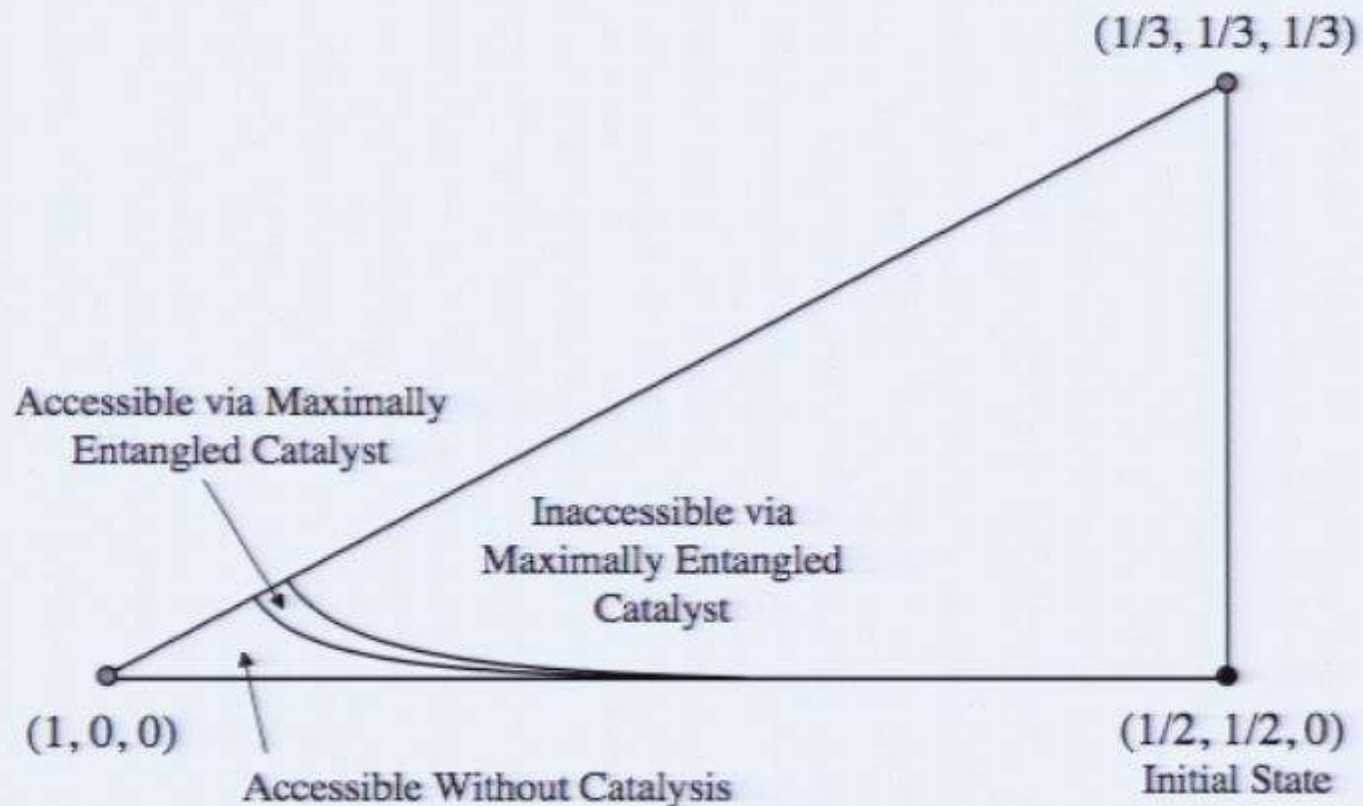 (1/3, 1/3, 1/3)
Accessible via Maximally
Entangled Catalyst
Inaccessible via
Maximally Entangled
Catalyst
(1, 0, 0)
(1/2, 1/2, 0)
Initial State
Accessible Without Catalysis